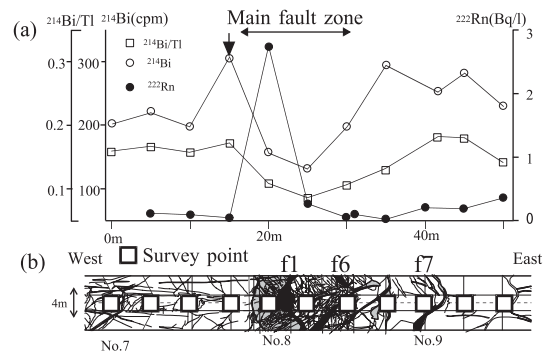 (a) ²¹⁴Bi/Tl ²¹⁴Bi(cpm) Main fault zone ²²²Rn(Bq/l)
²¹⁴Bi/Tl
²¹⁴Bi
²²²Rn
0.3 300
0.2 200
0.1 100
3
2
1
0
0m 20m 40m
(b) West Survey point f1 f6 f7 East
4m
No.7 No.8 No.9